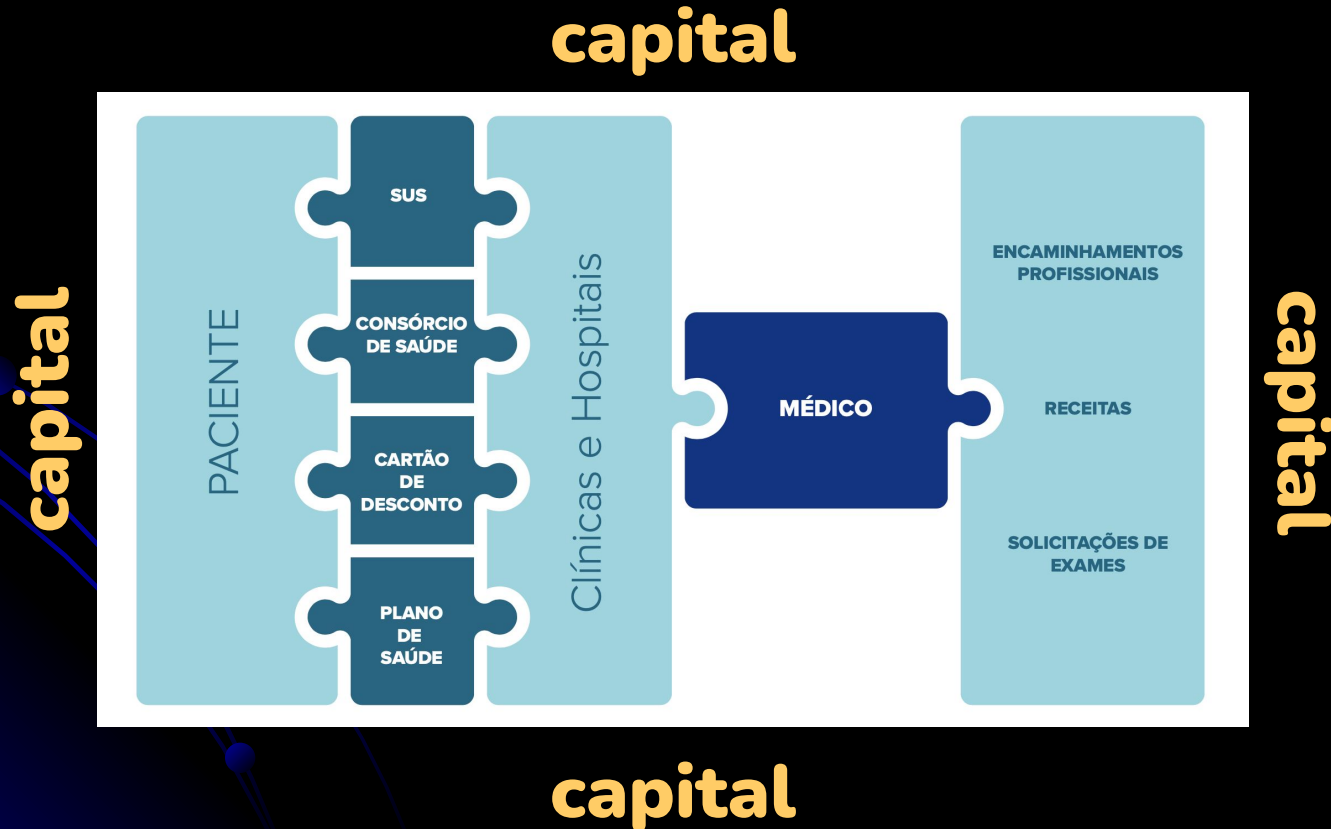 capital
capital
PACIENTE
SUS
CONSÓRCIO
DE SAÚDE
CARTÃO
DE
DESCONTO
PLANO
DE
SAÚDE
Clínicas e Hospitais
MÉDICO
ENCAMINHAMENTOS
PROFISSIONAIS
RECEITAS
SOLICITAÇÕES DE
EXAMES
capital
capital